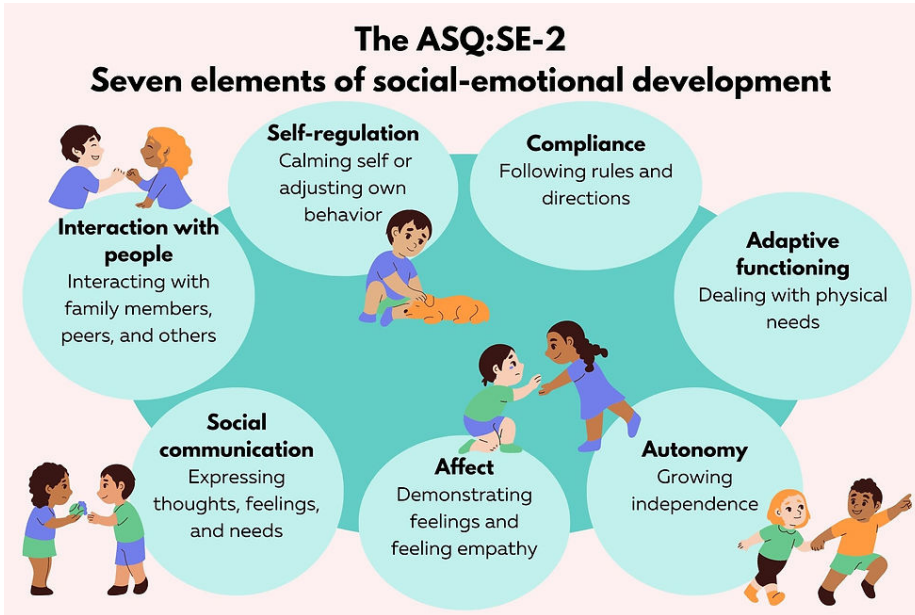 The ASQ:SE-2
Seven elements of social-emotional development
Self-regulation
Calming self or
adjusting own
behavior
Compliance
Following rules and
directions
Interaction with
people
Interacting with
family members,
peers, and others
Adaptive
functioning
Dealing with physical
needs
Social
communication
Expressing
thoughts, feelings,
and needs
Affect
Demonstrating
feelings and
feeling empathy
Autonomy
Growing
independence